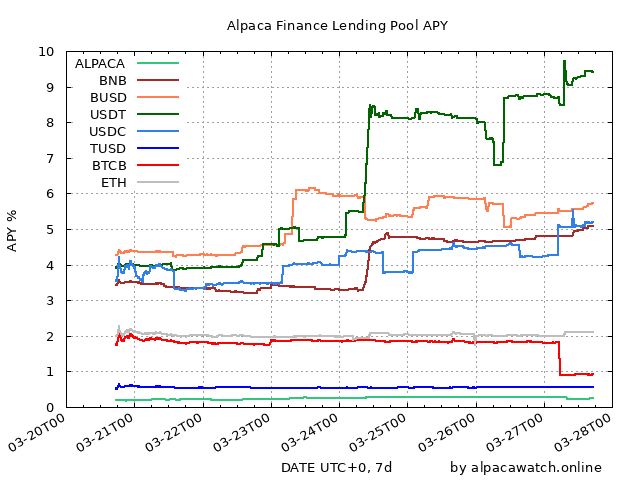 Alpaca Finance Lending Pool APY
10
9
8
7
6
5
4
3
2
1
0
APY %
ALPACA
BNB
BUSD
USDT
USDC
TUSD
BTCB
ETH
03-20T00
03-21T00
03-22T00
03-23T00
03-24T00
03-25T00
03-26T00
03-27T00
03-28T00
DATE UTC+0, 7d
by alpacawatch.online